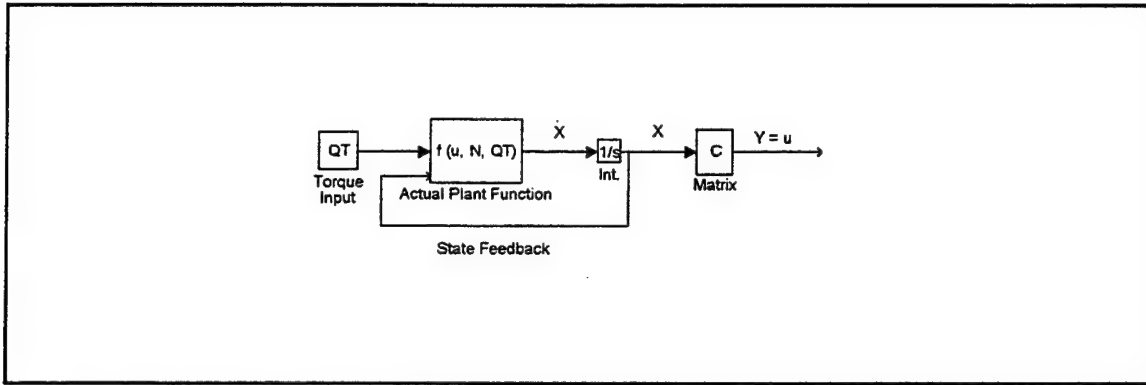 Ẋ
X
Y = u
QT
f (u, N, QT)
1/s
C
Int.
Torque
Input
Actual Plant Function
Matrix
State Feedback